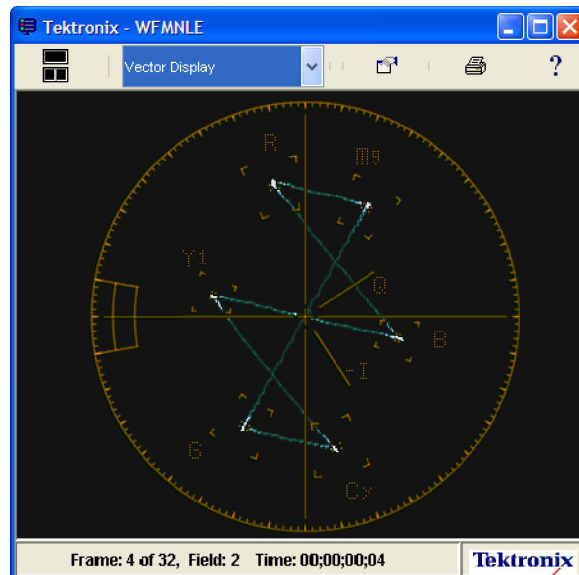 Tektronix - WFMNLE
Vector Display
?
R
Mg
Yl
Q
B
-I
G
Cy
Frame: 4 of 32, Field: 2 Time: 00;00;00;04
Tektronix